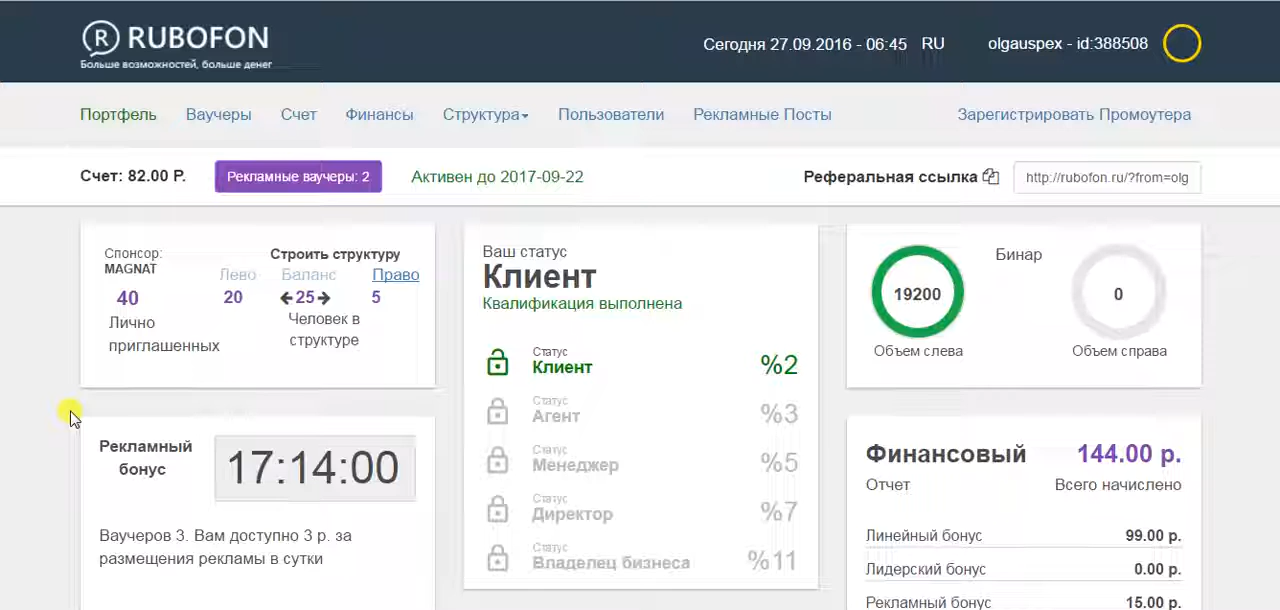 RUBOFON
Больше возможностей, больше денег
Сегодня 27.09.2016 - 06:45 RU olgauspex - id:388508
Портфель Ваучеры Счет Финансы Структура Пользователи Рекламные Посты Зарегистрировать Промоутера
Счет: 82.00 Р. Рекламные ваучеры: 2 Активен до 2017-09-22 Реферальная ссылка http://rubofon.ru/?from=olg
Спонсор:
MAGNAT
40
Лично
приглашенных
Строить структуру
Лево Баланс Право
20 25 5
Человек в
структуре
Ваш статус
Клиент
Квалификация выполнена
Статус
Клиент %2
Статус
Агент %3
Статус
Менеджер %5
Статус
Директор %7
Статус
Владелец бизнеса %11
Бинар
19200 0
Объем слева Объем справа
Рекламный
бонус
17:14:00
Ваучеров 3. Вам доступно 3 р. за
размещения рекламы в сутки
Финансовый 144.00 р.
Отчет Всего начислено
Линейный бонус 99.00 р.
Лидерский бонус 0.00 р.
Рекламный бонус 15.00 р.